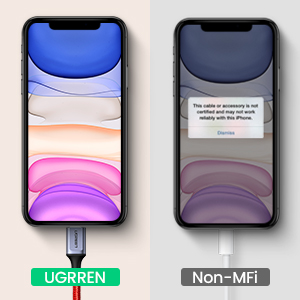 This cable or accessory is not
certified and may not work
reliably with this iPhone.
Dismiss
UGREEN
UGRREN
Non-MFi